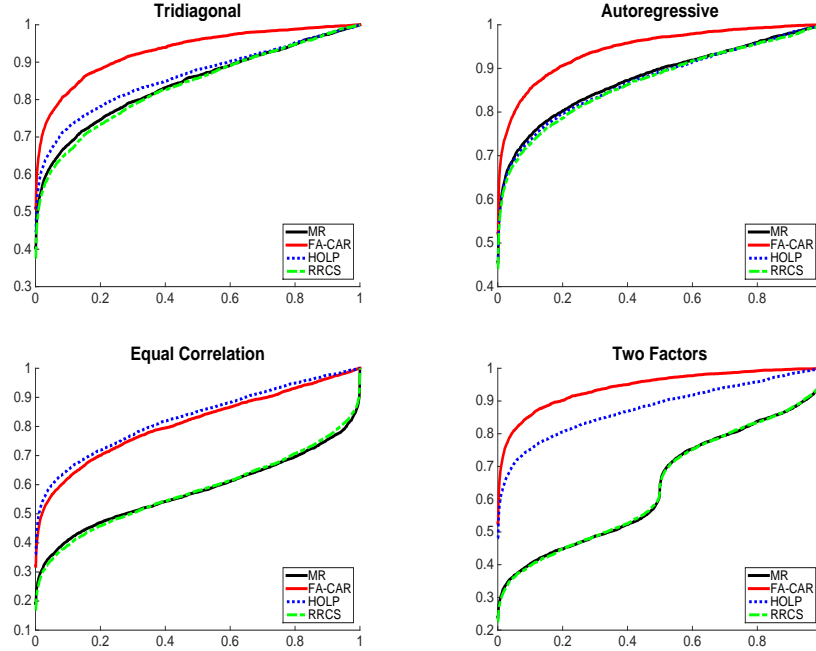 Tridiagonal
1
0.9
0.8
0.7
0.6
0.5
0.4
0.3
0 0.2 0.4 0.6 0.8 1
MR
FA-CAR
HOLP
RRCS
Autoregressive
1
0.9
0.8
0.7
0.6
0.5
0.4
0 0.2 0.4 0.6 0.8
MR
FA-CAR
HOLP
RRCS
Equal Correlation
1
0.9
0.8
0.7
0.6
0.5
0.4
0.3
0.2
0.1
0 0.2 0.4 0.6 0.8 1
MR
FA-CAR
HOLP
RRCS
Two Factors
1
0.9
0.8
0.7
0.6
0.5
0.4
0.3
0.2
0 0.2 0.4 0.6 0.8
MR
FA-CAR
HOLP
RRCS